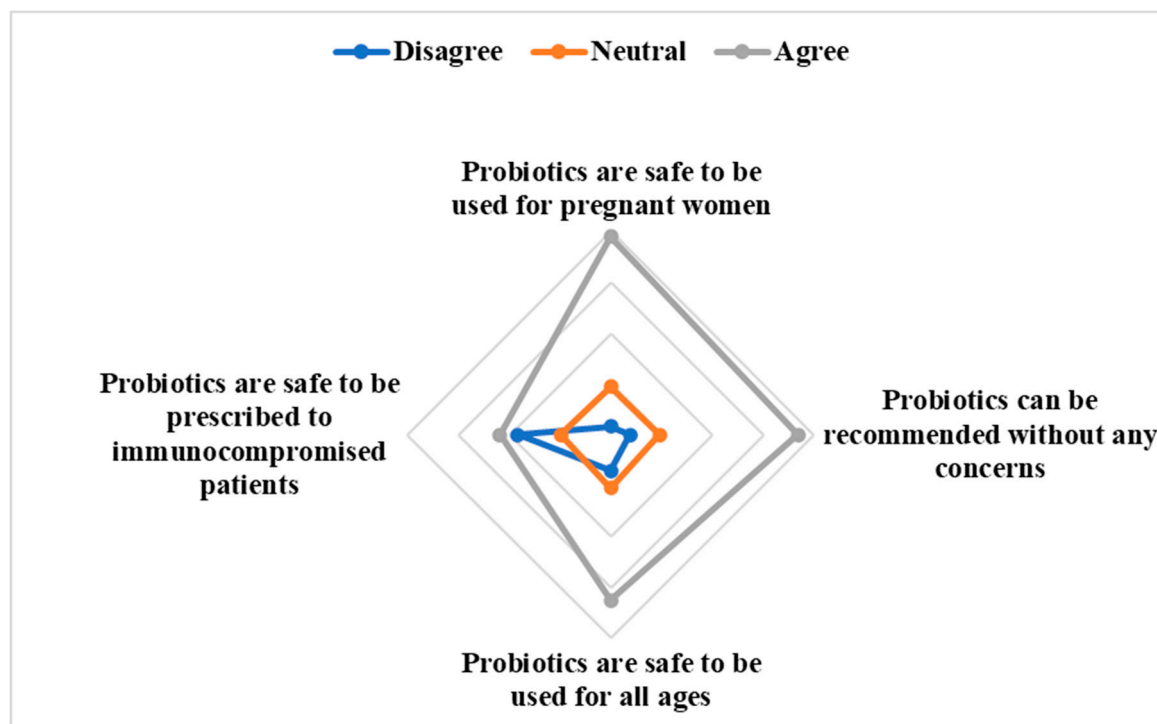 Disagree Neutral Agree
Probiotics are safe to be
used for pregnant women
Probiotics are safe to be
prescribed to
immunocompromised
patients
Probiotics can be
recommended without any
concerns
Probiotics are safe to be
used for all ages